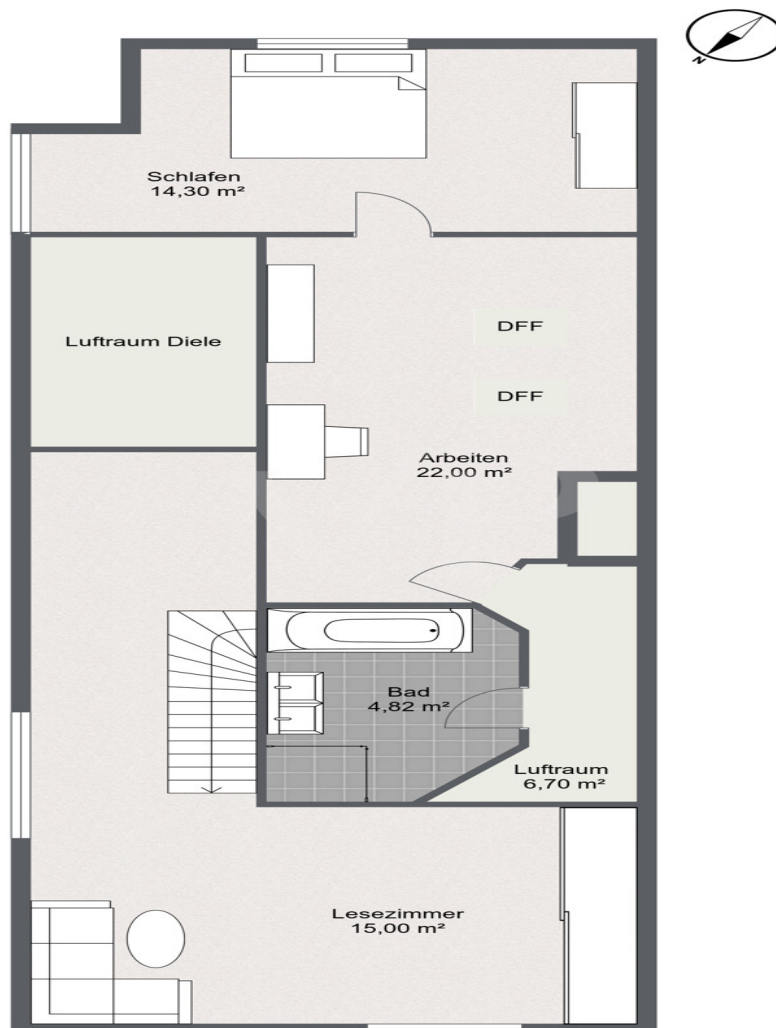 N
Schlafen
14,30 m²
Luftraum Diele
DFF
DFF
Arbeiten
22,00 m²
Bad
4,82 m²
Luftraum
6,70 m²
Lesezimmer
15,00 m²